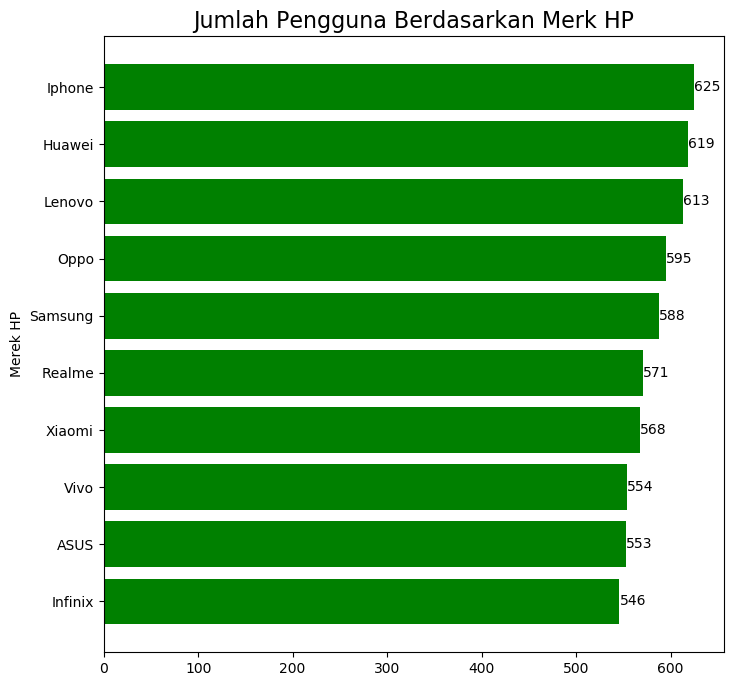 Jumlah Pengguna Berdasarkan Merk HP
Merek HP
Iphone 625
Huawei 619
Lenovo 613
Oppo 595
Samsung 588
Realme 571
Xiaomi 568
Vivo 554
ASUS 553
Infinix 546
0 100 200 300 400 500 600